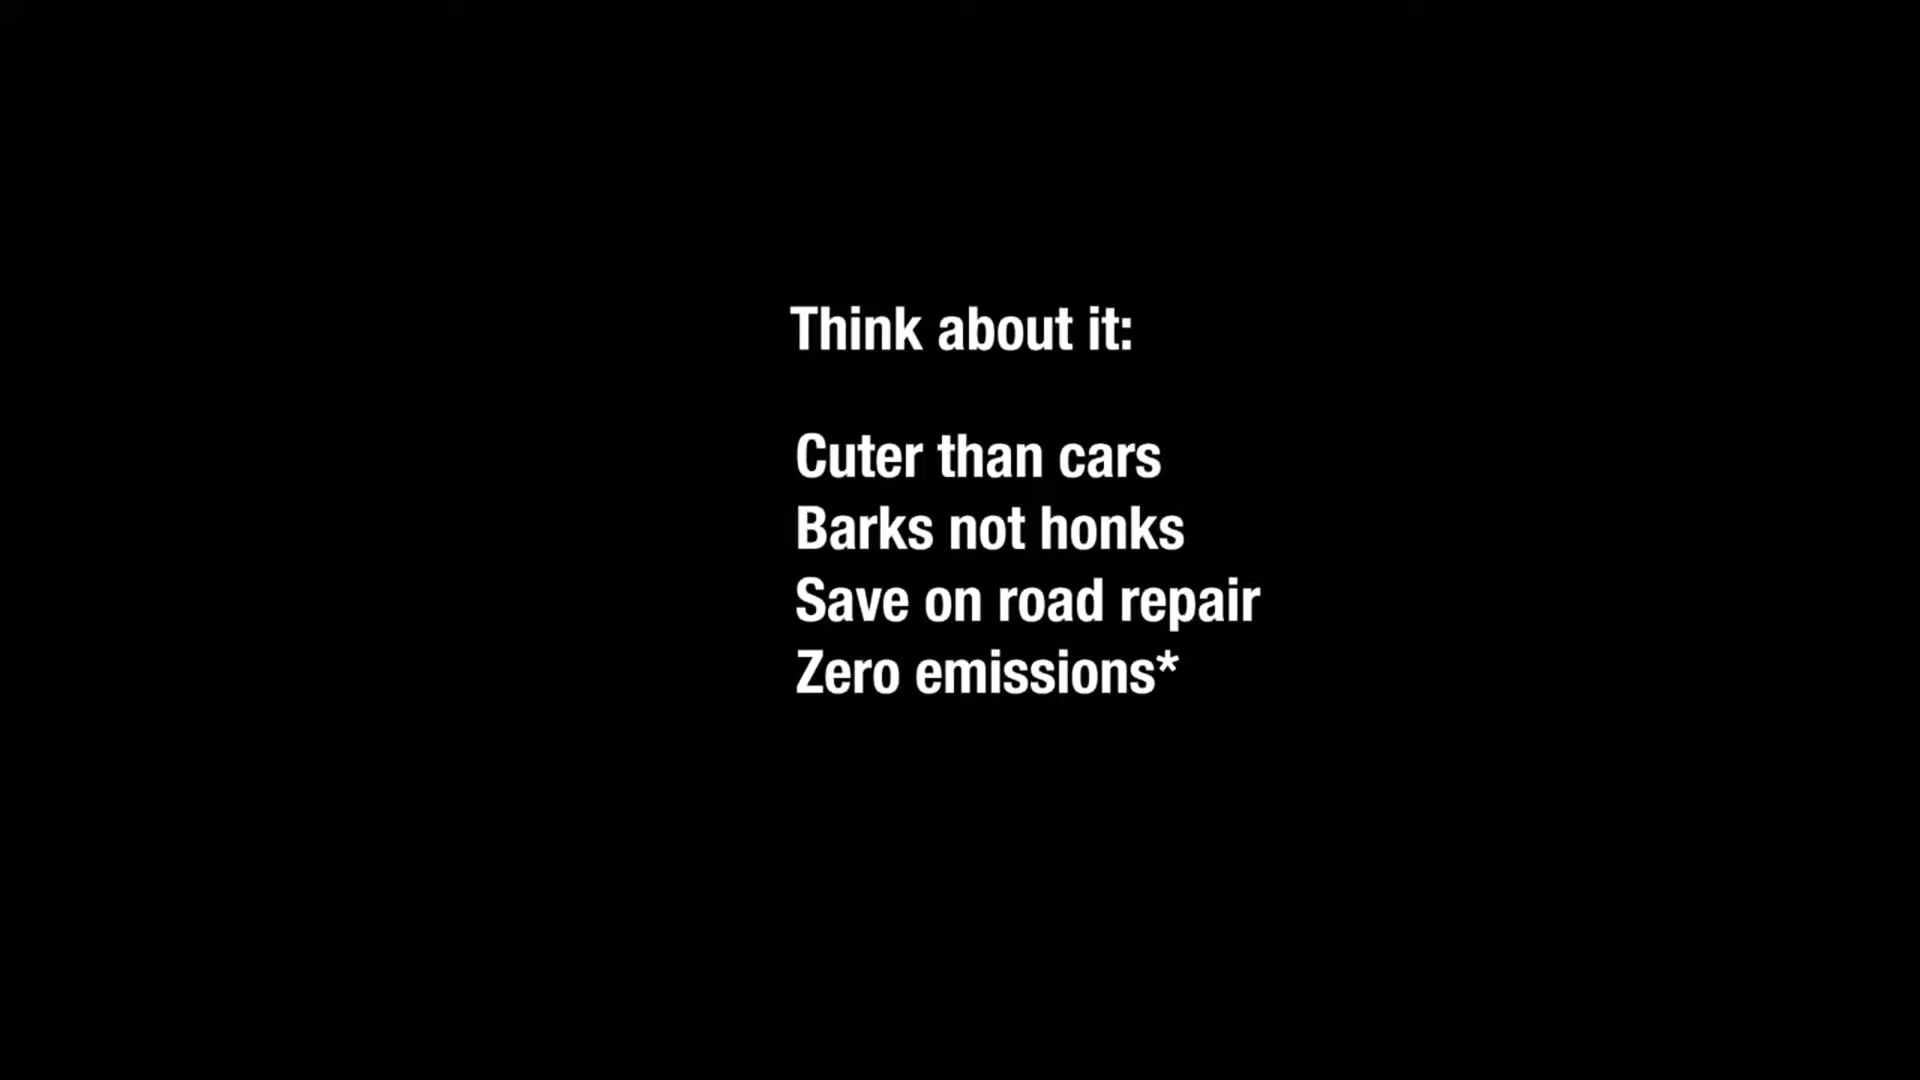 Think about it:
Cuter than cars
Barks not honks
Save on road repair
Zero emissions*